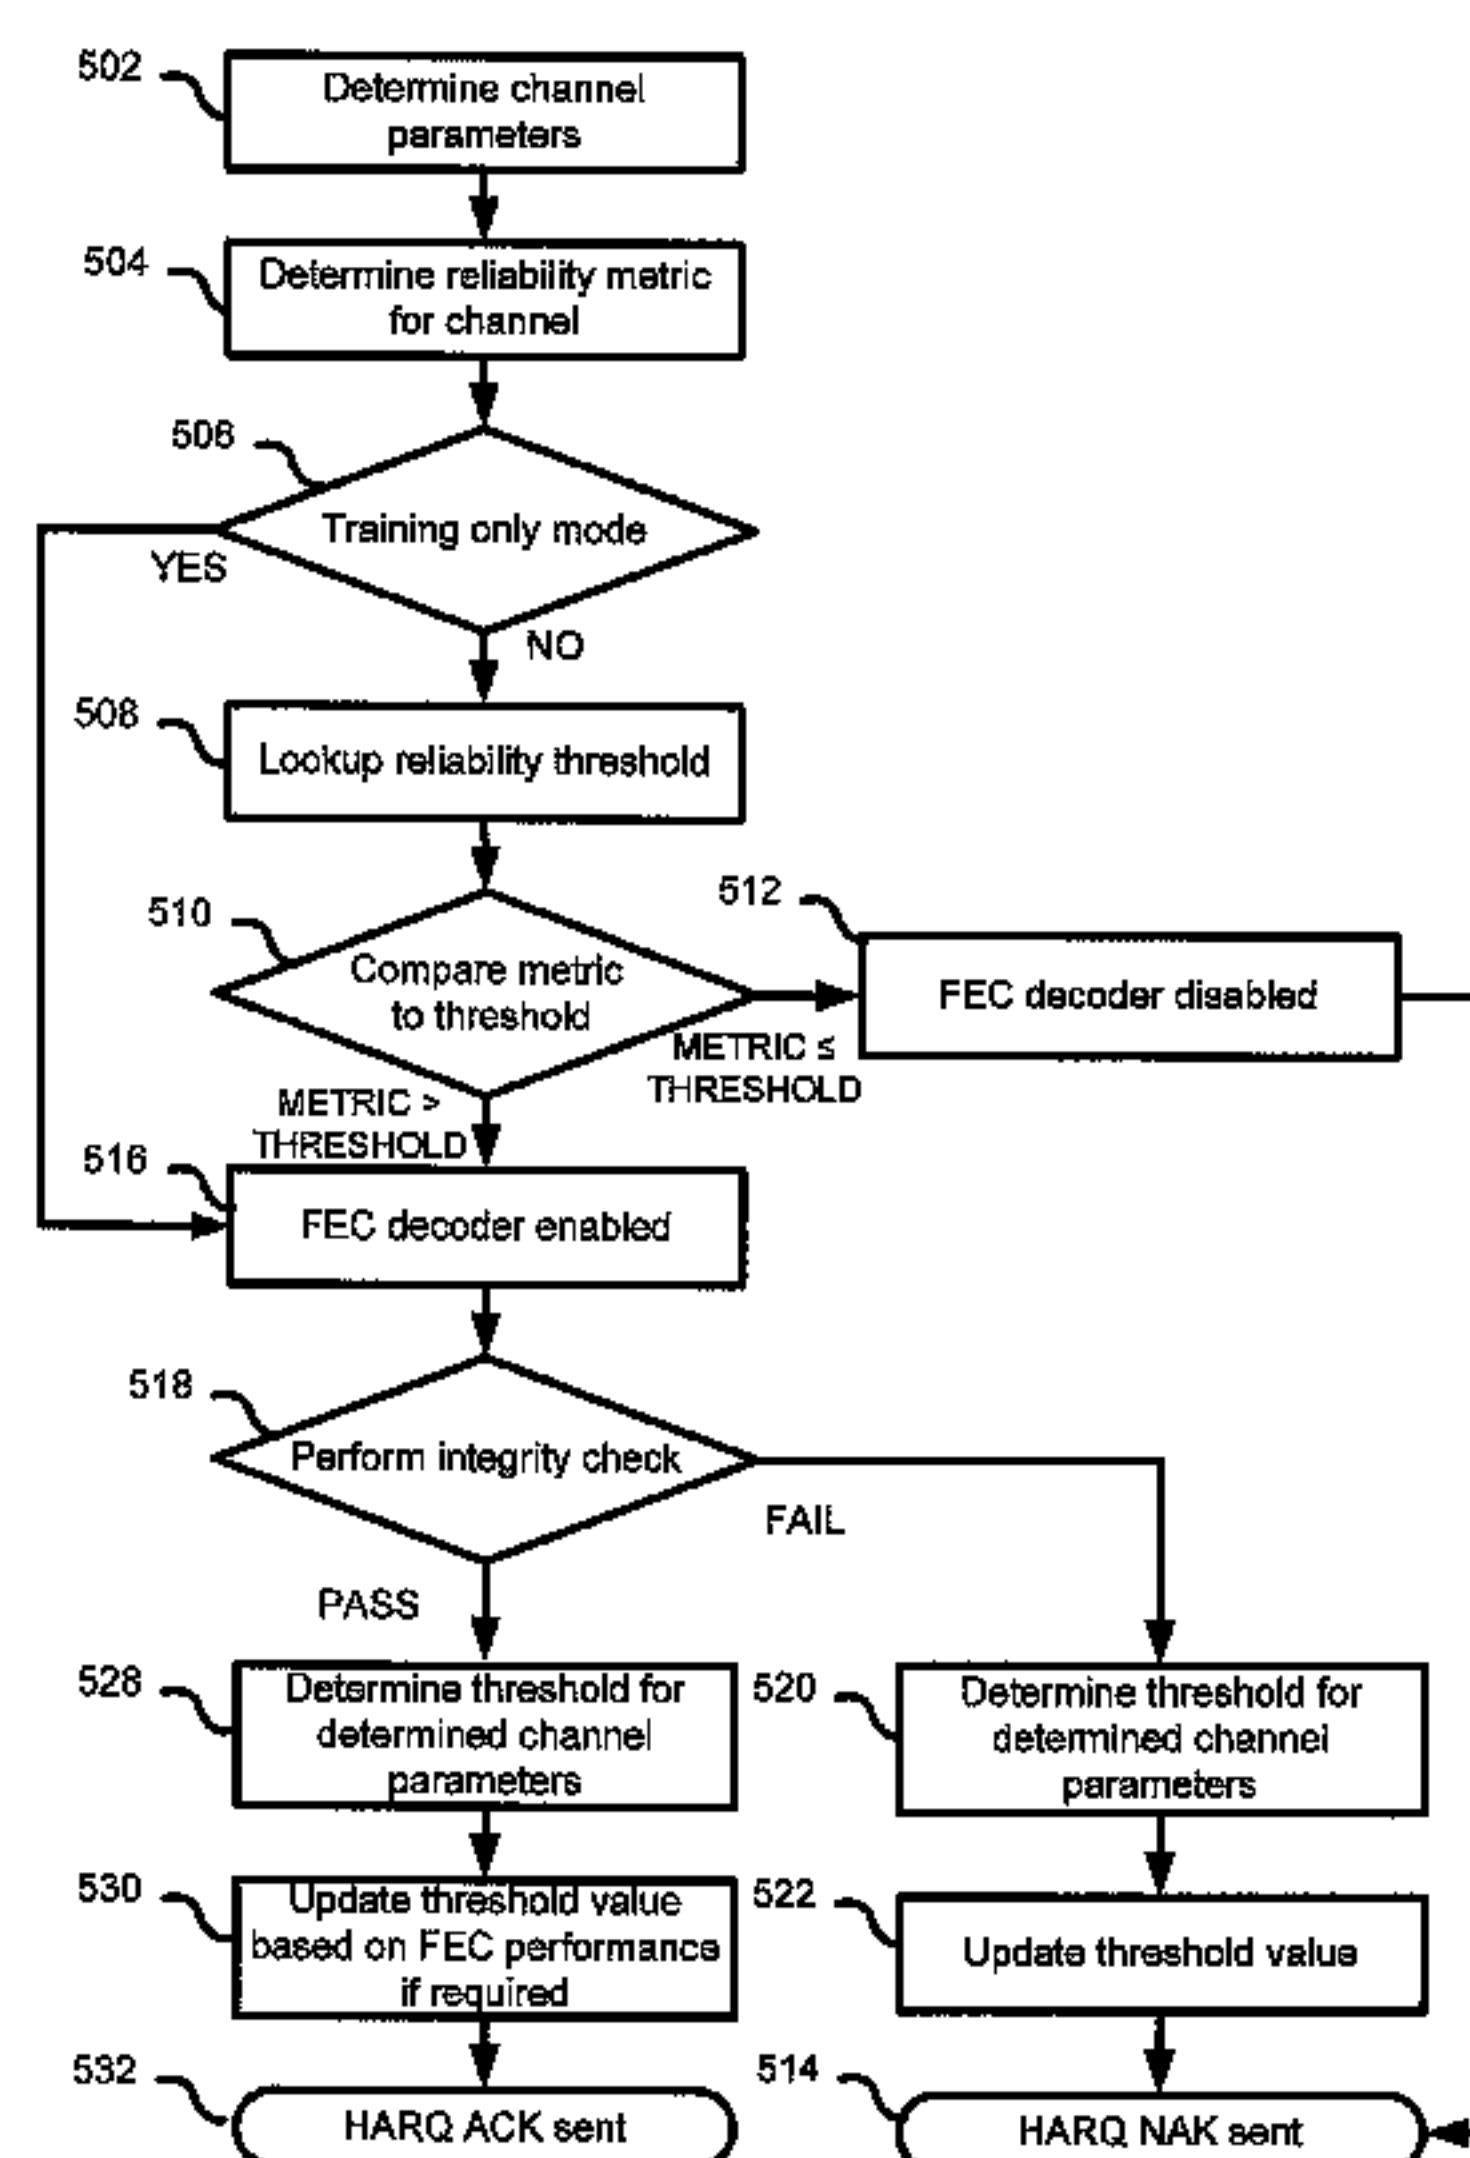 502
Determine channel
parameters
504
Determine reliability metric
for channel
506
Training only mode
YES
NO
508
Lookup reliability threshold
510
Compare metric
to threshold
512
FEC decoder disabled
METRIC ≤
THRESHOLD
METRIC >
THRESHOLD
516
FEC decoder enabled
518
Perform integrity check
FAIL
PASS
528
Determine threshold for
determined channel
parameters
520
Determine threshold for
determined channel
parameters
530
Update threshold value
based on FEC performance
if required
522
Update threshold value
532
HARQ ACK sent
514
HARQ NAK sent